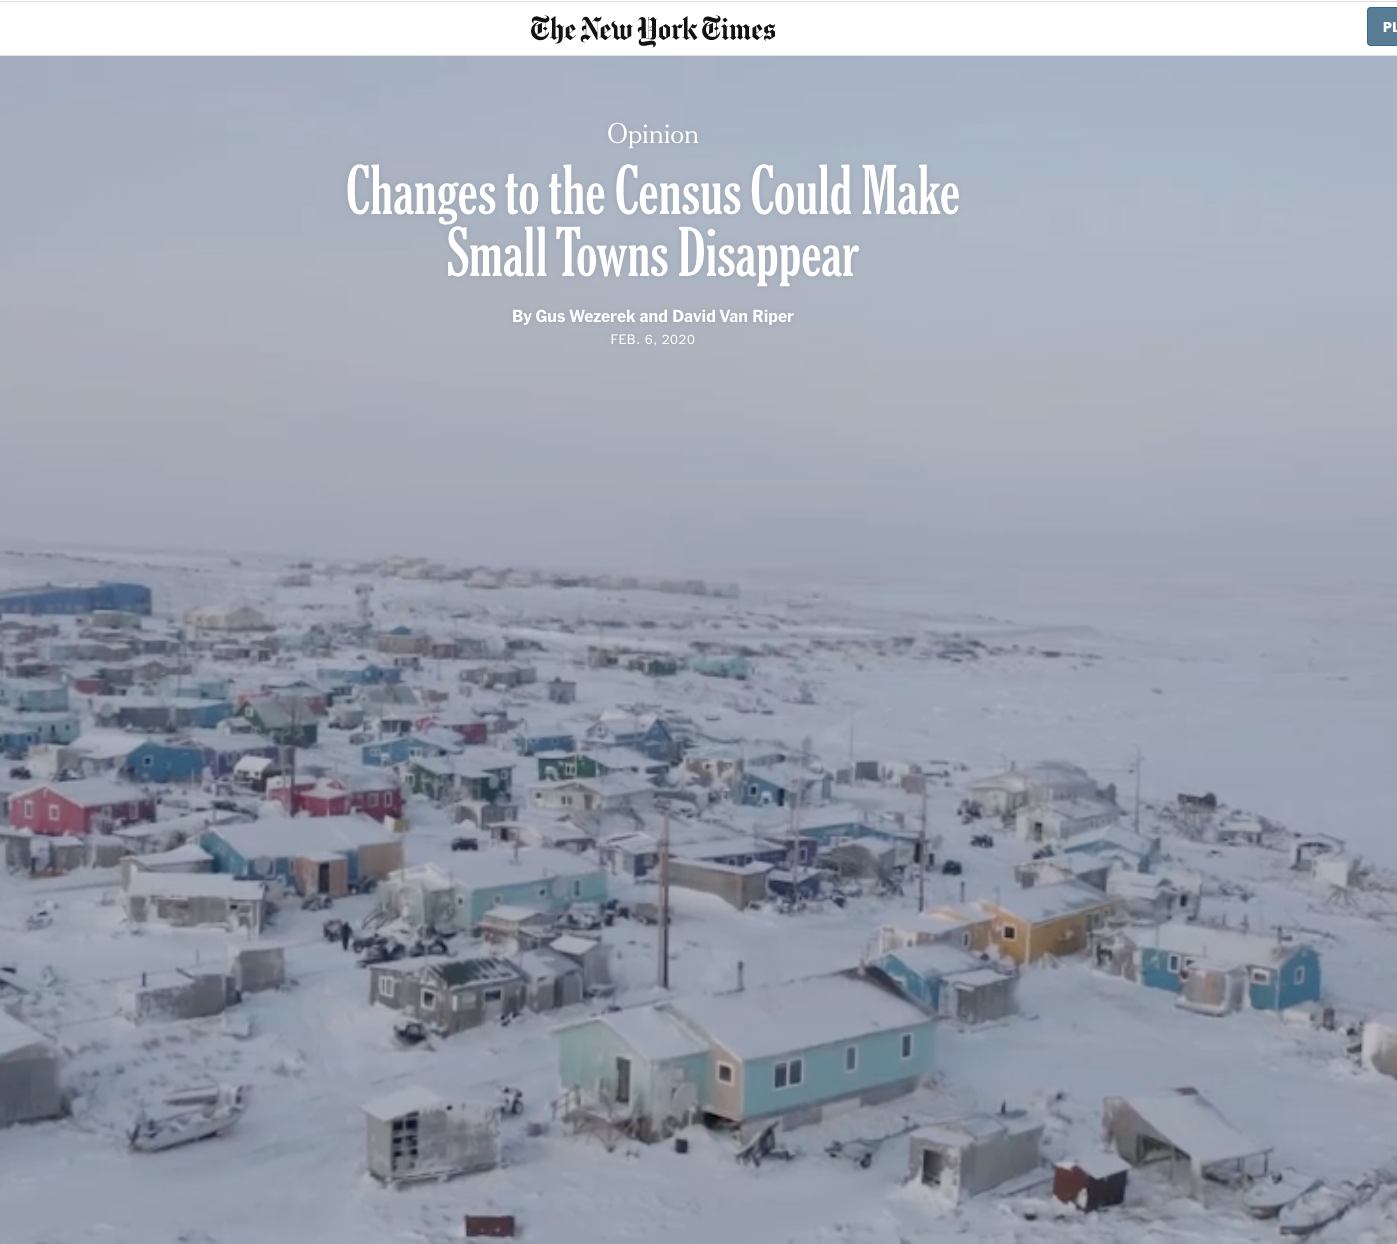 The New York Times
Opinion
Changes to the Census Could Make
Small Towns Disappear
By Gus Wezerek and David Van Riper
FEB. 6, 2020